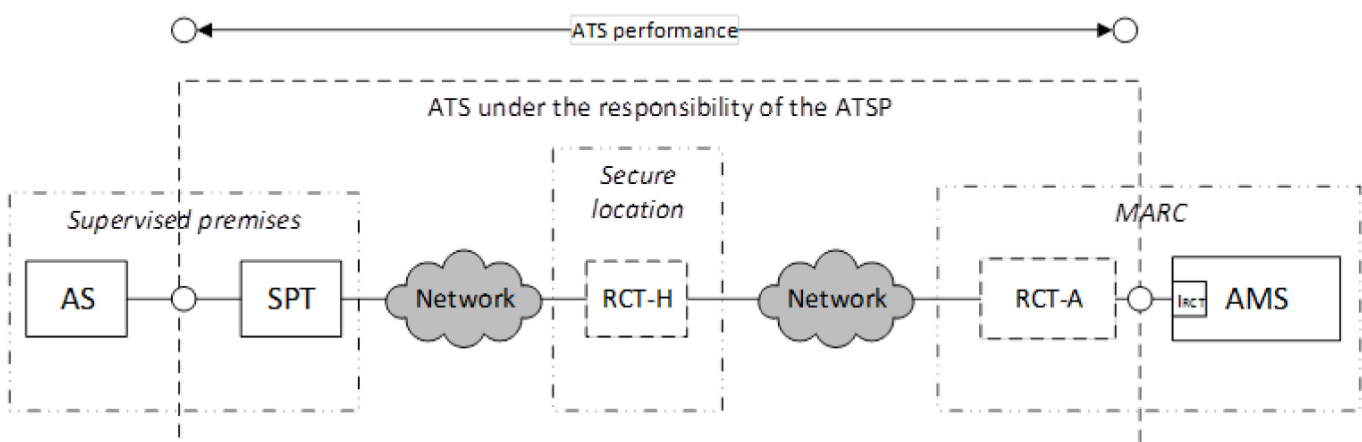 ATS performance
ATS under the responsibility of the ATSP
Supervised premises
Secure
location
MARC
AS
SPT
Network
RCT-H
Network
RCT-A
IRCT
AMS